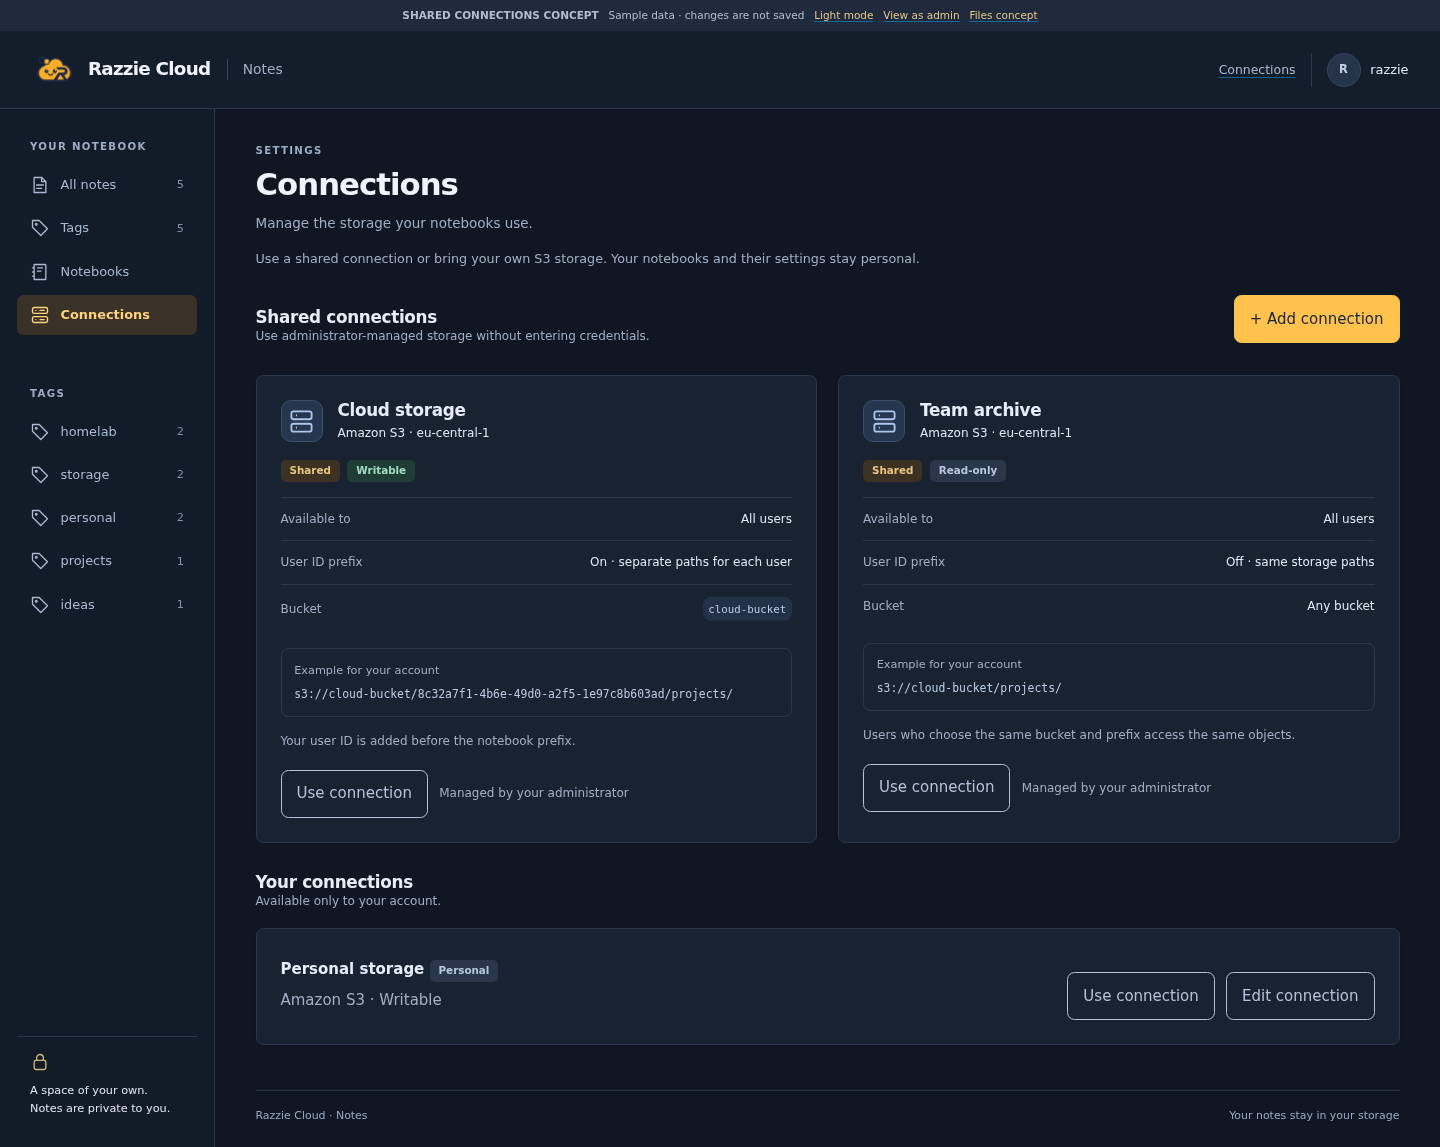 SHARED CONNECTIONS CONCEPT Sample data · changes are not saved Light mode View as admin Files concept
Razzie Cloud Notes
Connections R razzie
YOUR NOTEBOOK
All notes 5
Tags 5
Notebooks
Connections
TAGS
homelab 2
storage 2
personal 2
projects 1
ideas 1
A space of your own.
Notes are private to you.
SETTINGS
Connections
Manage the storage your notebooks use.
Use a shared connection or bring your own S3 storage. Your notebooks and their settings stay personal.
Shared connections
Use administrator-managed storage without entering credentials.
+ Add connection
Cloud storage
Amazon S3 · eu-central-1
Shared Writable
Available to All users
User ID prefix On · separate paths for each user
Bucket cloud-bucket
Example for your account
s3://cloud-bucket/8c32a7f1-4b6e-49d0-a2f5-1e97c8b603ad/projects/
Your user ID is added before the notebook prefix.
Use connection Managed by your administrator
Team archive
Amazon S3 · eu-central-1
Shared Read-only
Available to All users
User ID prefix Off · same storage paths
Bucket Any bucket
Example for your account
s3://cloud-bucket/projects/
Users who choose the same bucket and prefix access the same objects.
Use connection Managed by your administrator
Your connections
Available only to your account.
Personal storage Personal
Amazon S3 · Writable
Use connection Edit connection
Razzie Cloud · Notes Your notes stay in your storage